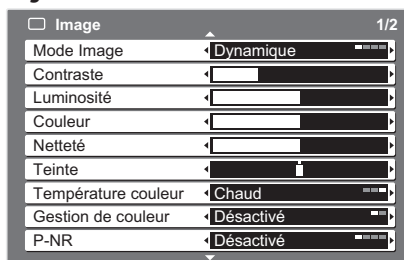 Image 1/2
Mode Image Dynamique
Contraste
Luminosité
Couleur
Netteté
Teinte
Température couleur Chaud
Gestion de couleur Désactivé
P-NR Désactivé